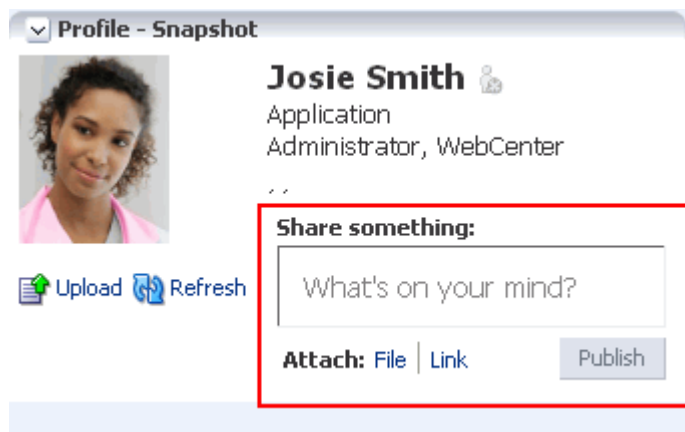 Profile - Snapshot
Josie Smith
Application
Administrator, WebCenter
, ,
Share something:
What's on your mind?
Upload Refresh
Attach: File | Link Publish